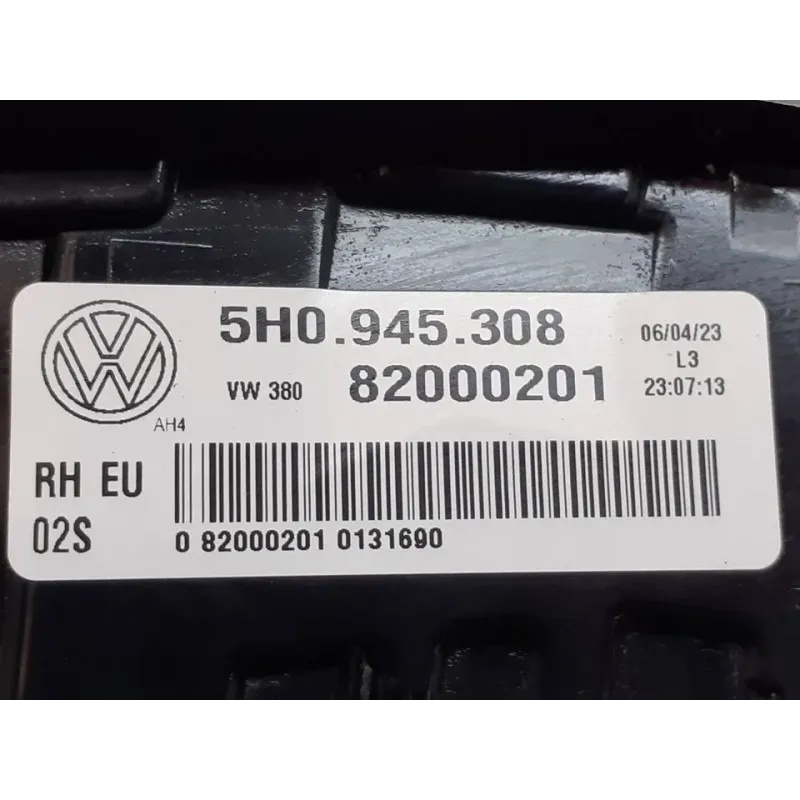 5H0.945.308
06/04/23
L3
VW 380 82000201 23:07:13
AH4
RH EU
02S
0 82000201 0131690